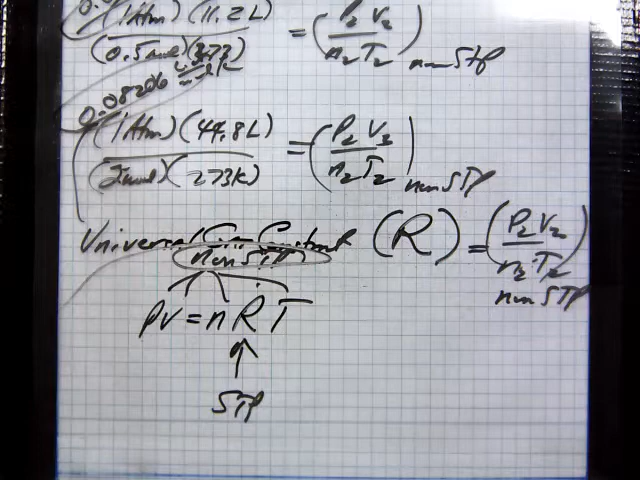 (1Atm)(11.2L) = (P₂V₂)
(0.5mol)(273) (n₂T₂) non STP
0.08206
(1Atm)(44.8L) = (P₂V₂)
(2mol)(273K) (n₂T₂) non STP
Universal Gas Constant (R) = (P₂V₂)
(non STP) n₂T₂
non STP
PV = nRT
STP